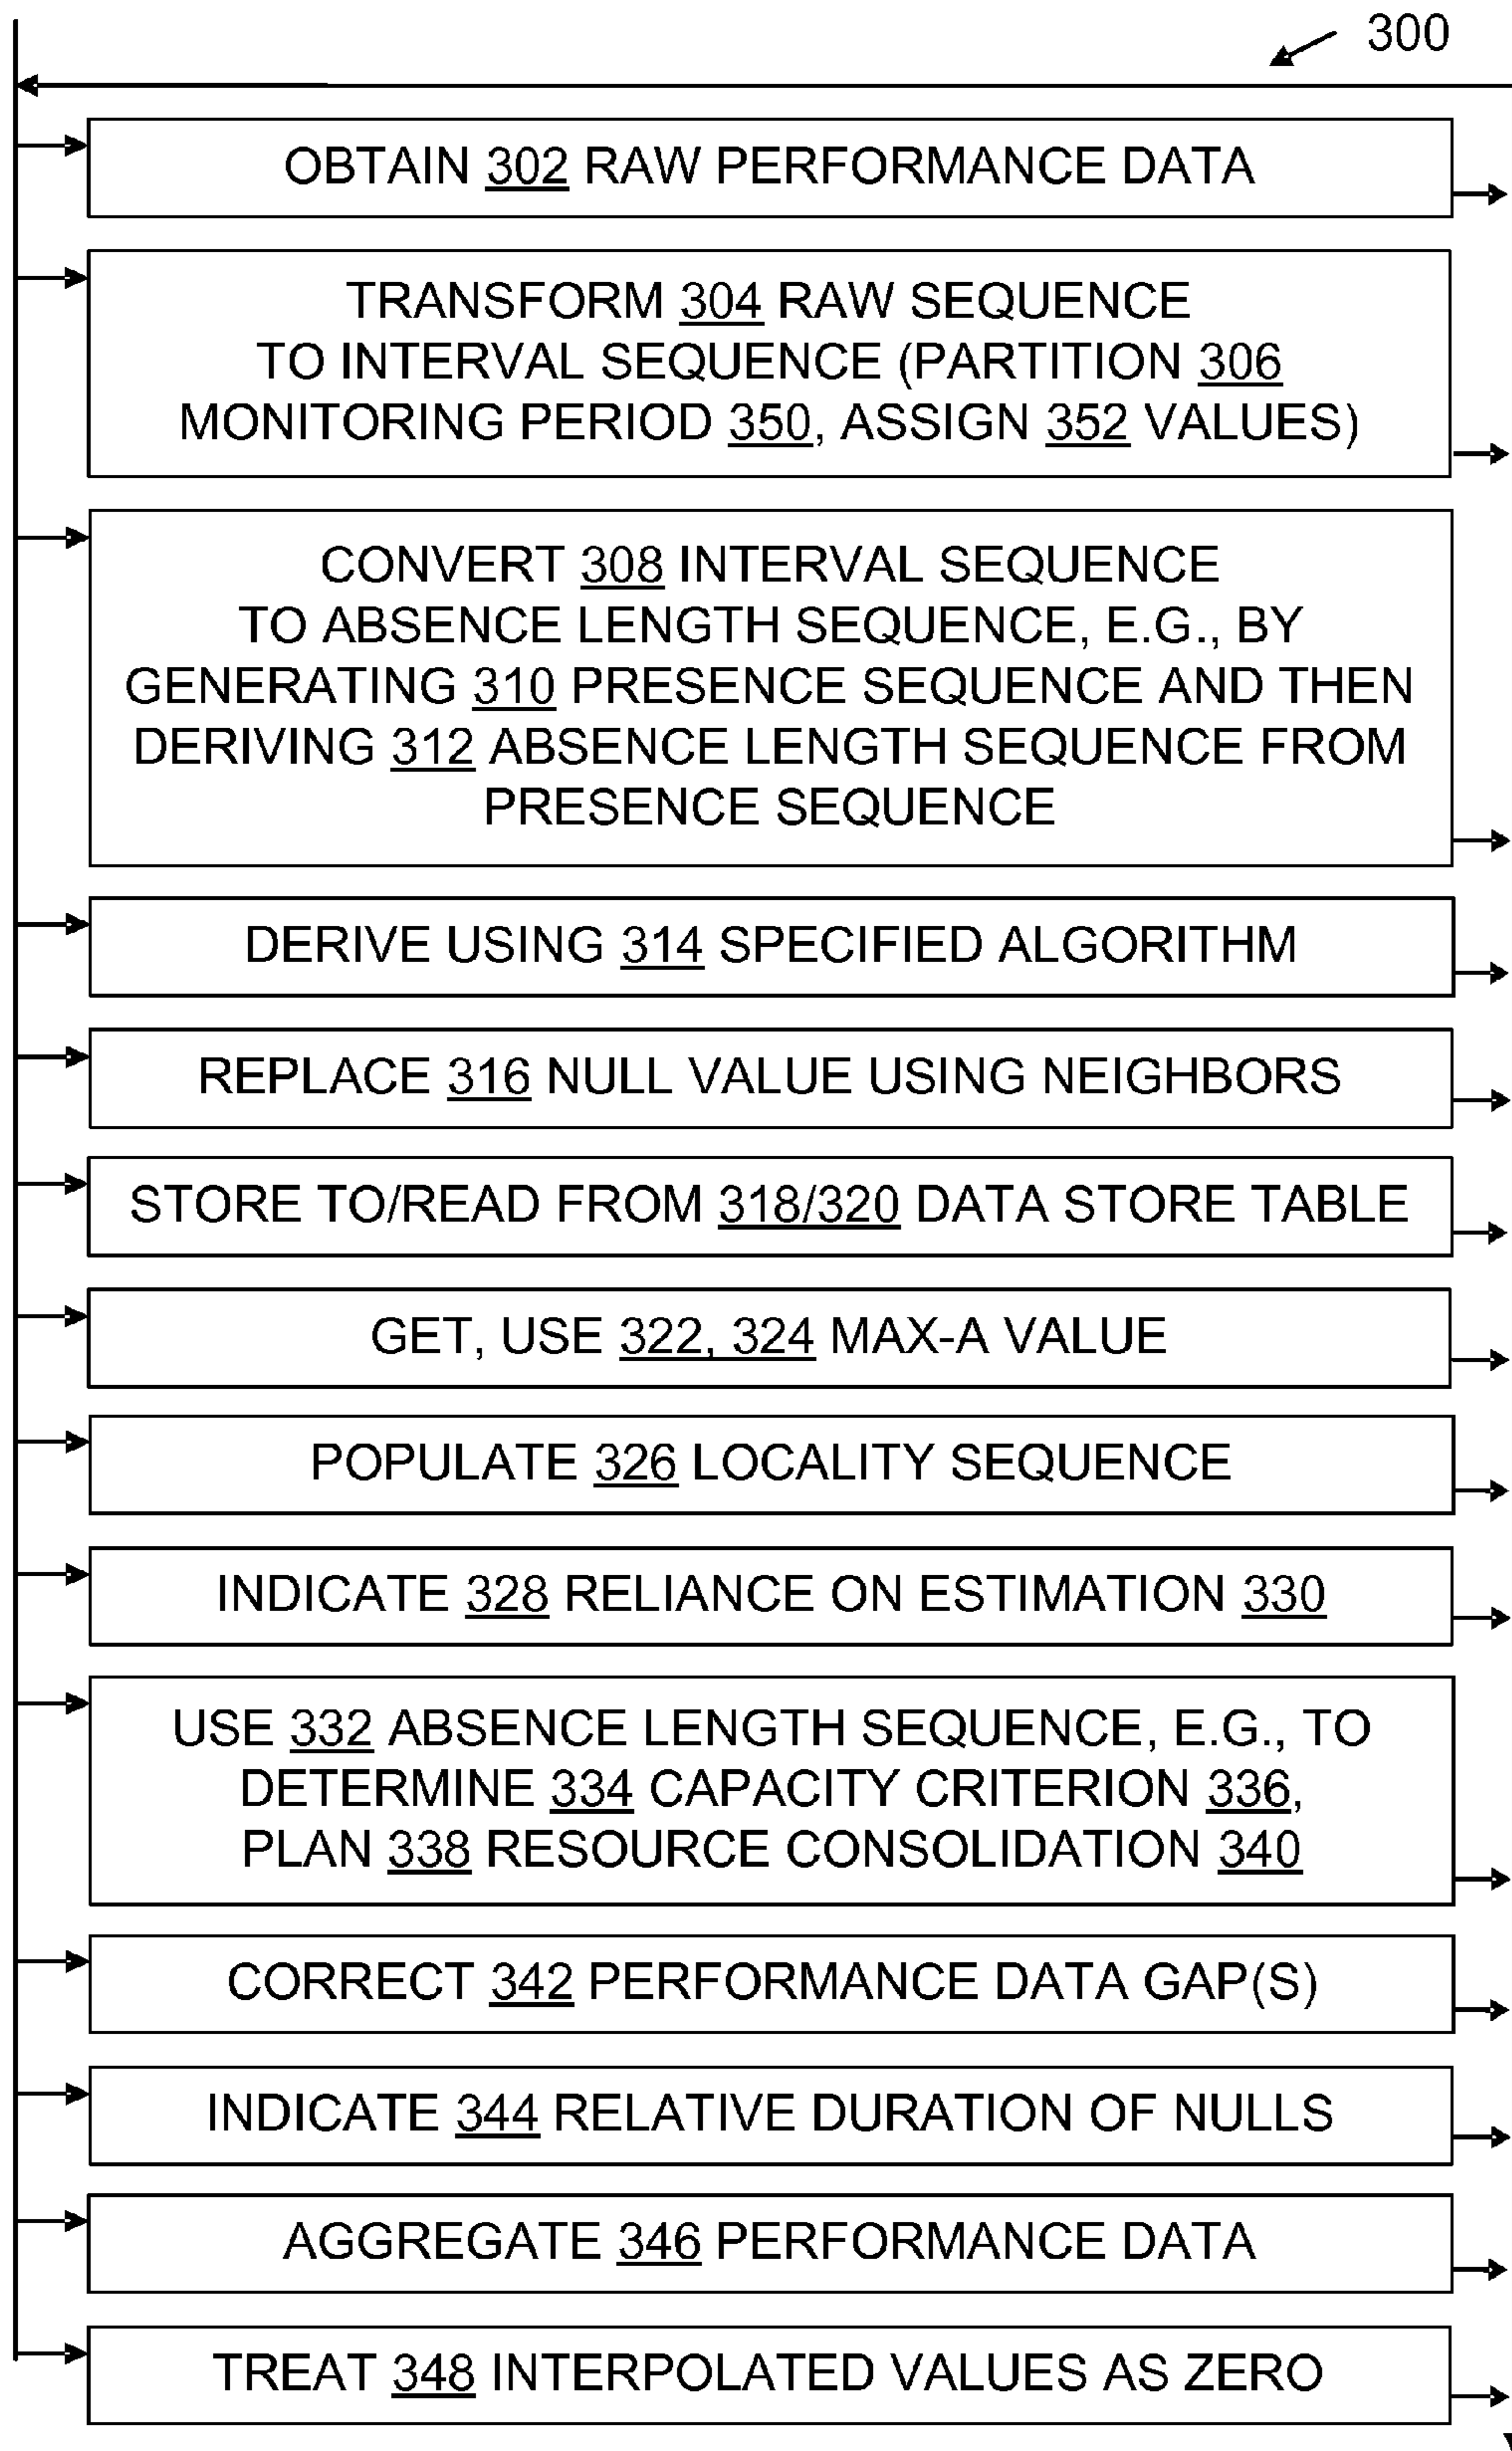 300
OBTAIN 302 RAW PERFORMANCE DATA
TRANSFORM 304 RAW SEQUENCE
TO INTERVAL SEQUENCE (PARTITION 306
MONITORING PERIOD 350, ASSIGN 352 VALUES)
CONVERT 308 INTERVAL SEQUENCE
TO ABSENCE LENGTH SEQUENCE, E.G., BY
GENERATING 310 PRESENCE SEQUENCE AND THEN
DERIVING 312 ABSENCE LENGTH SEQUENCE FROM
PRESENCE SEQUENCE
DERIVE USING 314 SPECIFIED ALGORITHM
REPLACE 316 NULL VALUE USING NEIGHBORS
STORE TO/READ FROM 318/320 DATA STORE TABLE
GET, USE 322, 324 MAX-A VALUE
POPULATE 326 LOCALITY SEQUENCE
INDICATE 328 RELIANCE ON ESTIMATION 330
USE 332 ABSENCE LENGTH SEQUENCE, E.G., TO
DETERMINE 334 CAPACITY CRITERION 336,
PLAN 338 RESOURCE CONSOLIDATION 340
CORRECT 342 PERFORMANCE DATA GAP(S)
INDICATE 344 RELATIVE DURATION OF NULLS
AGGREGATE 346 PERFORMANCE DATA
TREAT 348 INTERPOLATED VALUES AS ZERO